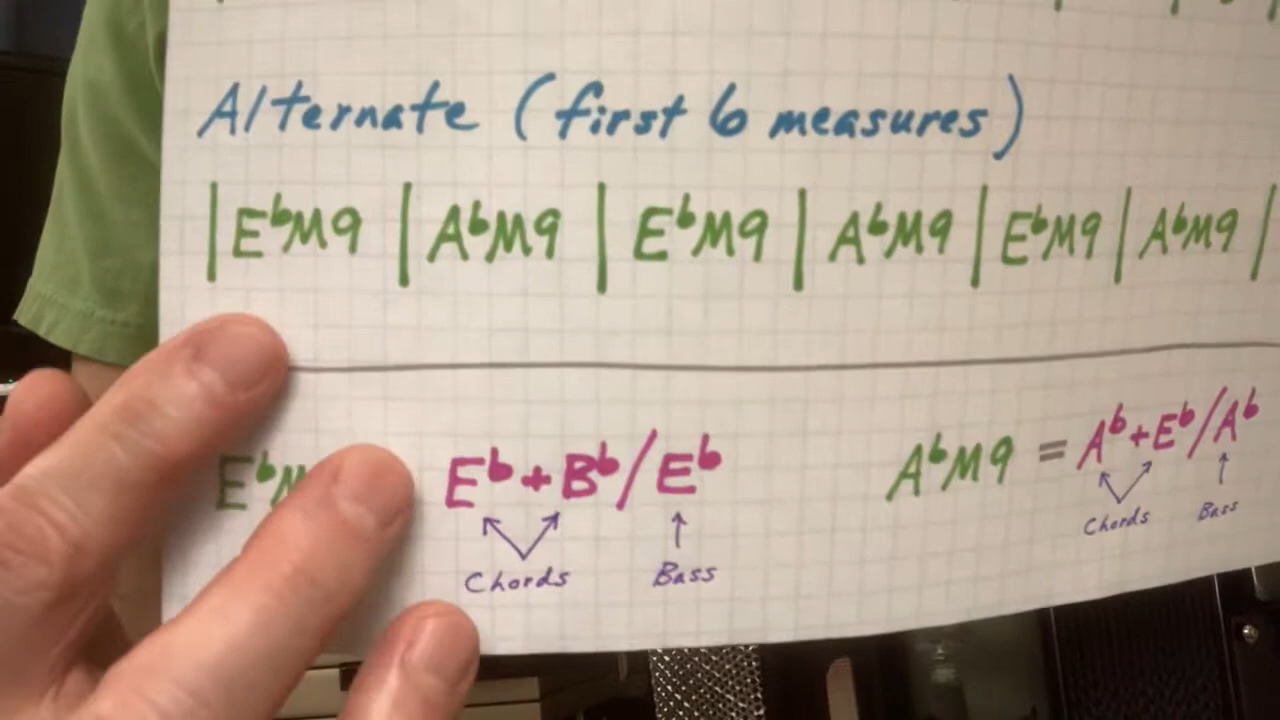 Alternate (first 6 measures)
| E♭M9 | A♭M9 | E♭M9 | A♭M9 | E♭M9 | A♭M9 |
E♭M E♭+B♭/E♭ A♭M9 = A♭+E♭/A♭
Chords Bass Chords Bass